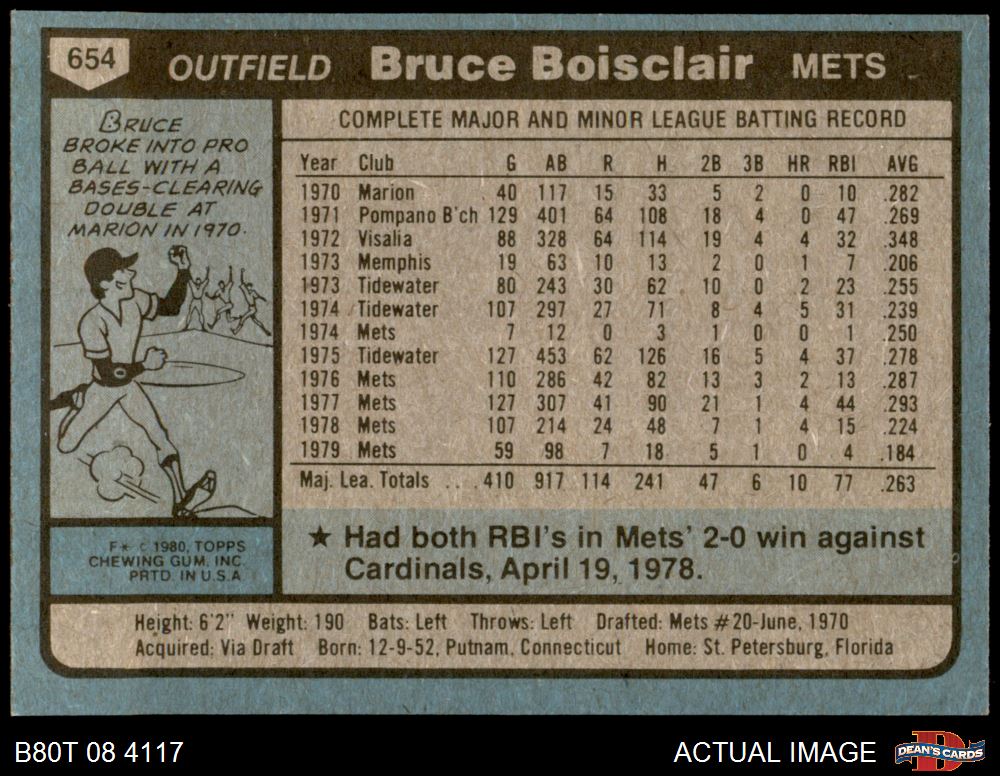 654
OUTFIELD Bruce Boisclair METS
BRUCE
BROKE INTO PRO
BALL WITH A
BASES-CLEARING
DOUBLE AT
MARION IN 1970.
COMPLETE MAJOR AND MINOR LEAGUE BATTING RECORD
Year Club G AB R H 2B 3B HR RBI AVG
1970 Marion 40 117 15 33 5 2 0 10 .282
1971 Pompano B'ch 129 401 64 108 18 4 0 47 .269
1972 Visalia 88 328 64 114 19 4 4 32 .348
1973 Memphis 19 63 10 13 2 0 1 7 .206
1973 Tidewater 80 243 30 62 10 0 2 23 .255
1974 Tidewater 107 297 27 71 8 4 5 31 .239
1974 Mets 7 12 0 3 1 0 0 1 .250
1975 Tidewater 127 453 62 126 16 5 4 37 .278
1976 Mets 110 286 42 82 13 3 2 13 .287
1977 Mets 127 307 41 90 21 1 4 44 .293
1978 Mets 107 214 24 48 7 1 4 15 .224
1979 Mets 59 98 7 18 5 1 0 4 .184
Maj. Lea. Totals . . . 410 917 114 241 47 6 10 77 .263
★ Had both RBI's in Mets' 2-0 win against
Cardinals, April 19, 1978.
F* © 1980, TOPPS
CHEWING GUM, INC.
PRTD. IN U.S.A
Height: 6'2" Weight: 190 Bats: Left Throws: Left Drafted: Mets #20-June, 1970
Acquired: Via Draft Born: 12-9-52, Putnam, Connecticut Home: St. Petersburg, Florida
B80T 08 4117
ACTUAL IMAGE
D
DEAN'S CARDS